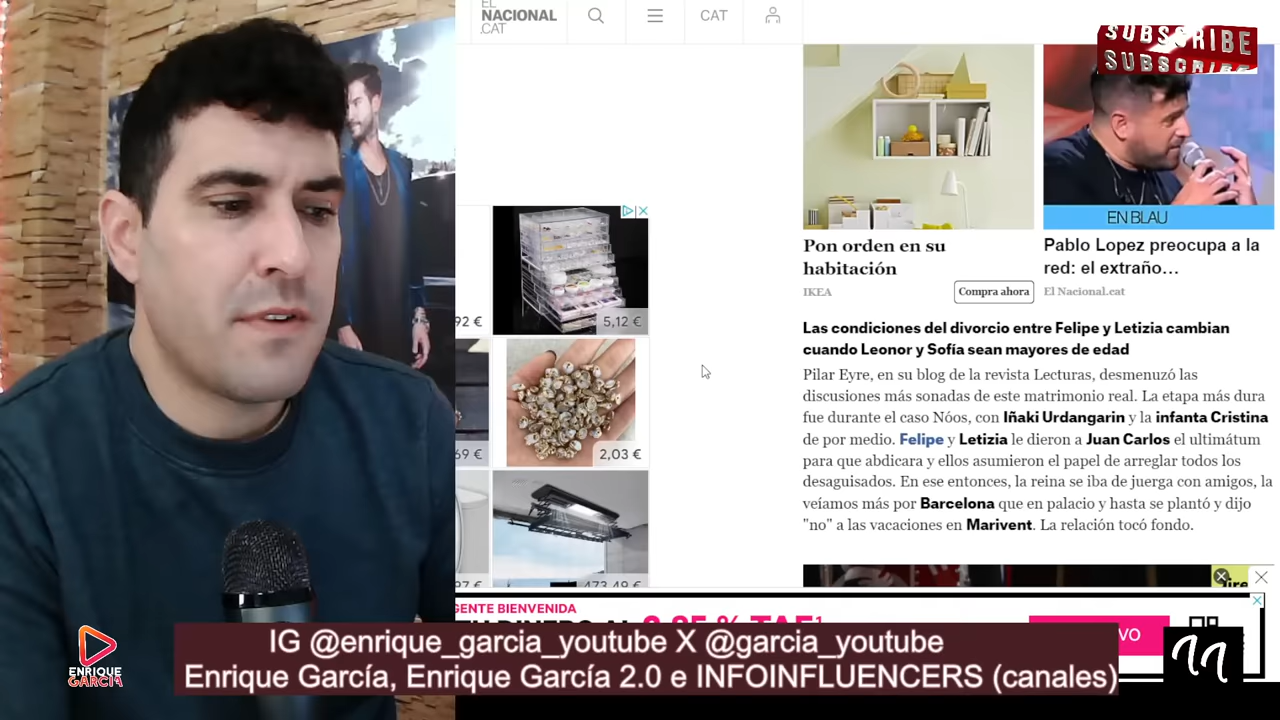 EL
NACIONAL
.CAT
CAT
SUBSCRIBE
SUBSCRIBE
EN BLAU
Pon orden en su
habitación
IKEA
Compra ahora
Pablo Lopez preocupa a la
red: el extraño...
El Nacional.cat
92 €
5,12 €
69 €
2,03 €
97 €
473,49 €
Las condiciones del divorcio entre Felipe y Letizia cambian
cuando Leonor y Sofía sean mayores de edad
Pilar Eyre, en su blog de la revista Lecturas, desmenuzó las
discusiones más sonadas de este matrimonio real. La etapa más dura
fue durante el caso Nóos, con Iñaki Urdangarin y la infanta Cristina
de por medio. Felipe y Letizia le dieron a Juan Carlos el ultimátum
para que abdicara y ellos asumieron el papel de arreglar todos los
desaguisados. En ese entonces, la reina se iba de juerga con amigos, la
veíamos más por Barcelona que en palacio y hasta se plantó y dijo
"no" a las vacaciones en Marivent. La relación tocó fondo.
GENTE BIENVENIDA
IG @enrique_garcia_youtube X @garcia_youtube
Enrique García, Enrique García 2.0 e INFOINFLUENCERS (canales)
ENRIQUE
GARCÍA